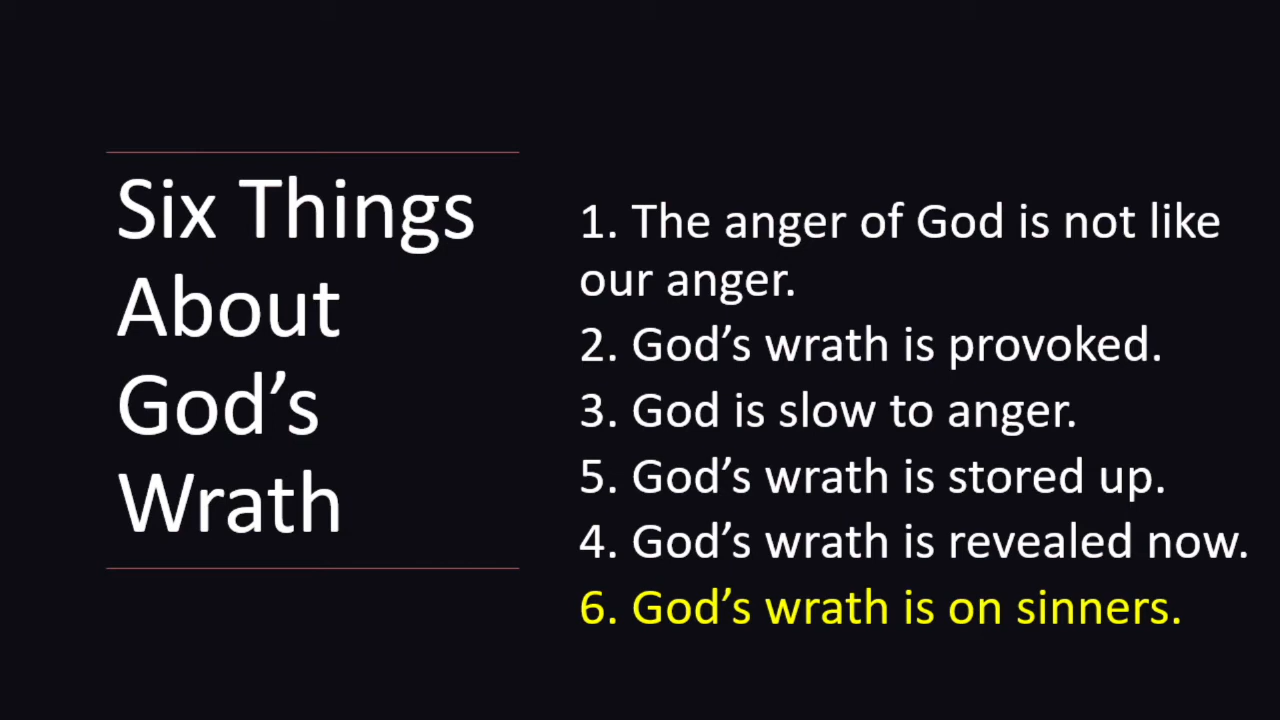 Six Things
About
God’s
Wrath
1. The anger of God is not like
our anger.
2. God’s wrath is provoked.
3. God is slow to anger.
5. God’s wrath is stored up.
4. God’s wrath is revealed now.
6. God’s wrath is on sinners.